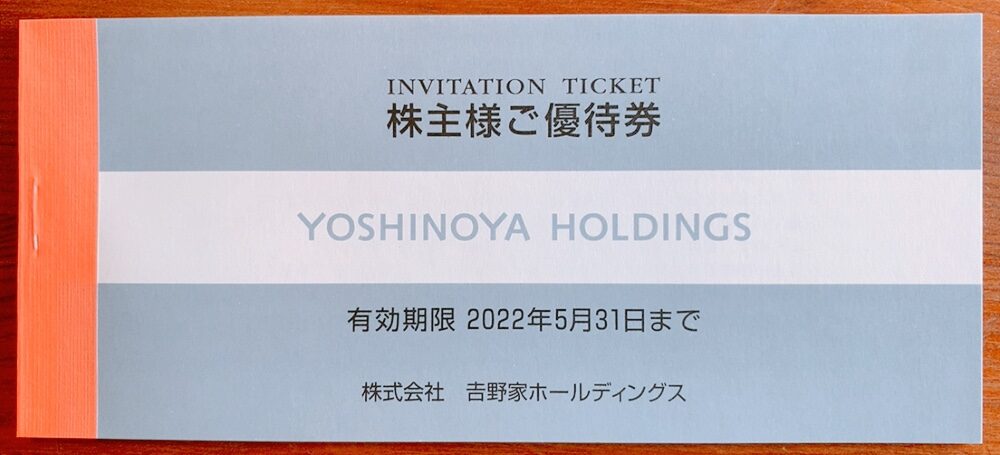 INVITATION TICKET
株主様ご優待券
YOSHINOYA HOLDINGS
有効期限 2022年5月31日まで
株式会社 𠮷野家ホールディングス